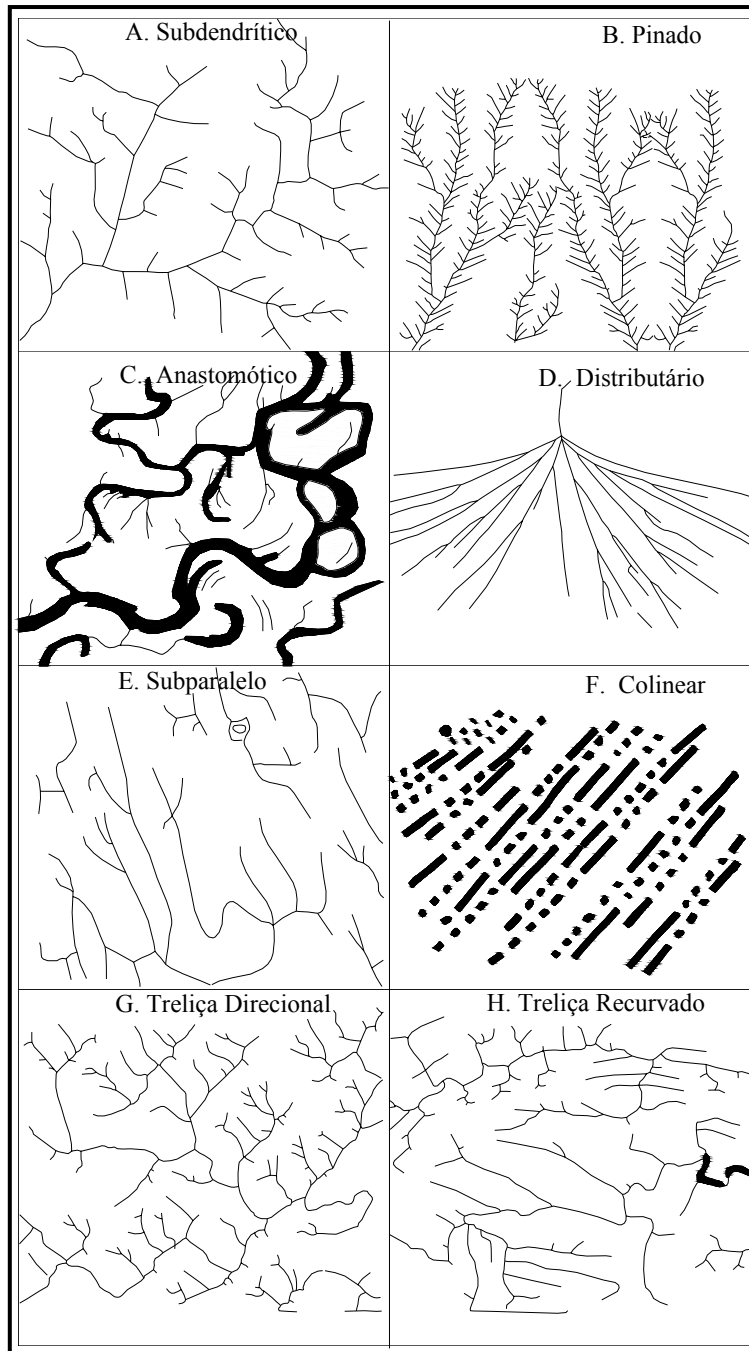 A. Subdendrítico
B. Pinado
C. Anastomótico
D. Distributário
E. Subparalelo
F. Colinear
G. Treliça Direcional
H. Treliça Recurvado